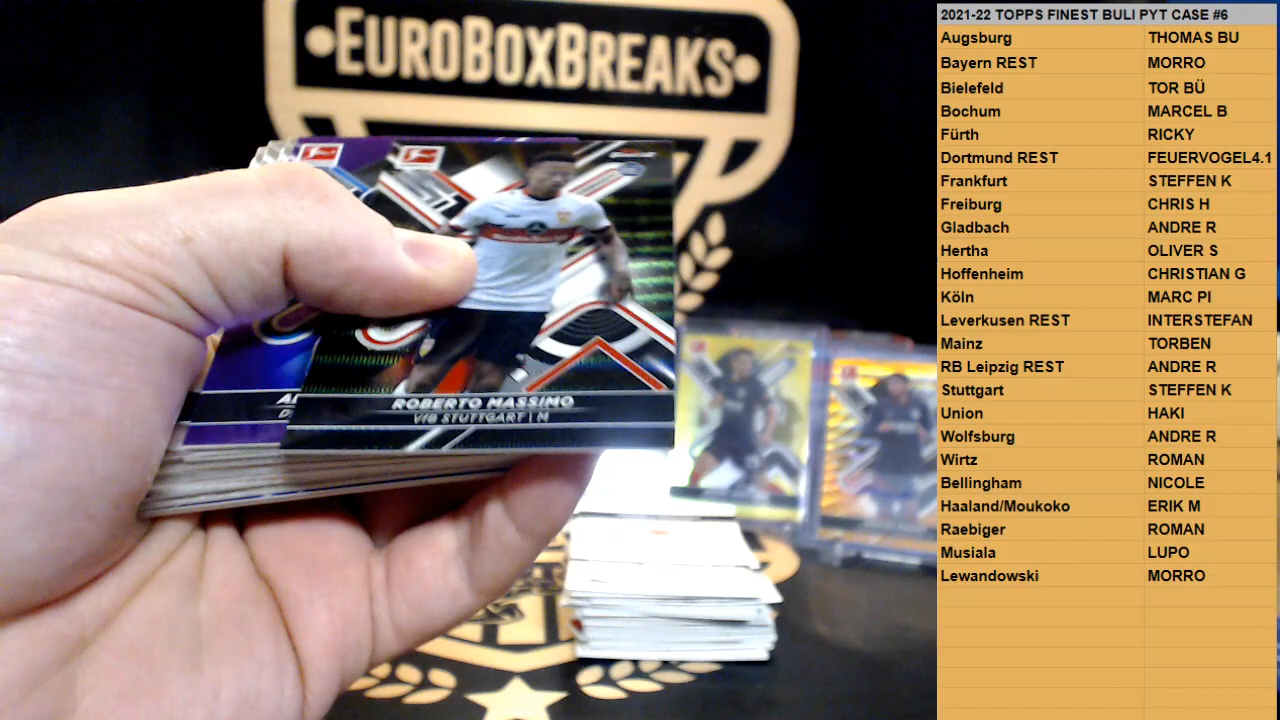 EUROBOXBREAKS
ROBERTO MASSIMO
VFB STUTTGART | M
2021-22 TOPPS FINEST BULI PYT CASE #6
Augsburg THOMAS BU
Bayern REST MORRO
Bielefeld TOR BÜ
Bochum MARCEL B
Fürth RICKY
Dortmund REST FEUERVOGEL4.1
Frankfurt STEFFEN K
Freiburg CHRIS H
Gladbach ANDRE R
Hertha OLIVER S
Hoffenheim CHRISTIAN G
Köln MARC PI
Leverkusen REST INTERSTEFAN
Mainz TORBEN
RB Leipzig REST ANDRE R
Stuttgart STEFFEN K
Union HAKI
Wolfsburg ANDRE R
Wirtz ROMAN
Bellingham NICOLE
Haaland/Moukoko ERIK M
Raebiger ROMAN
Musiala LUPO
Lewandowski MORRO